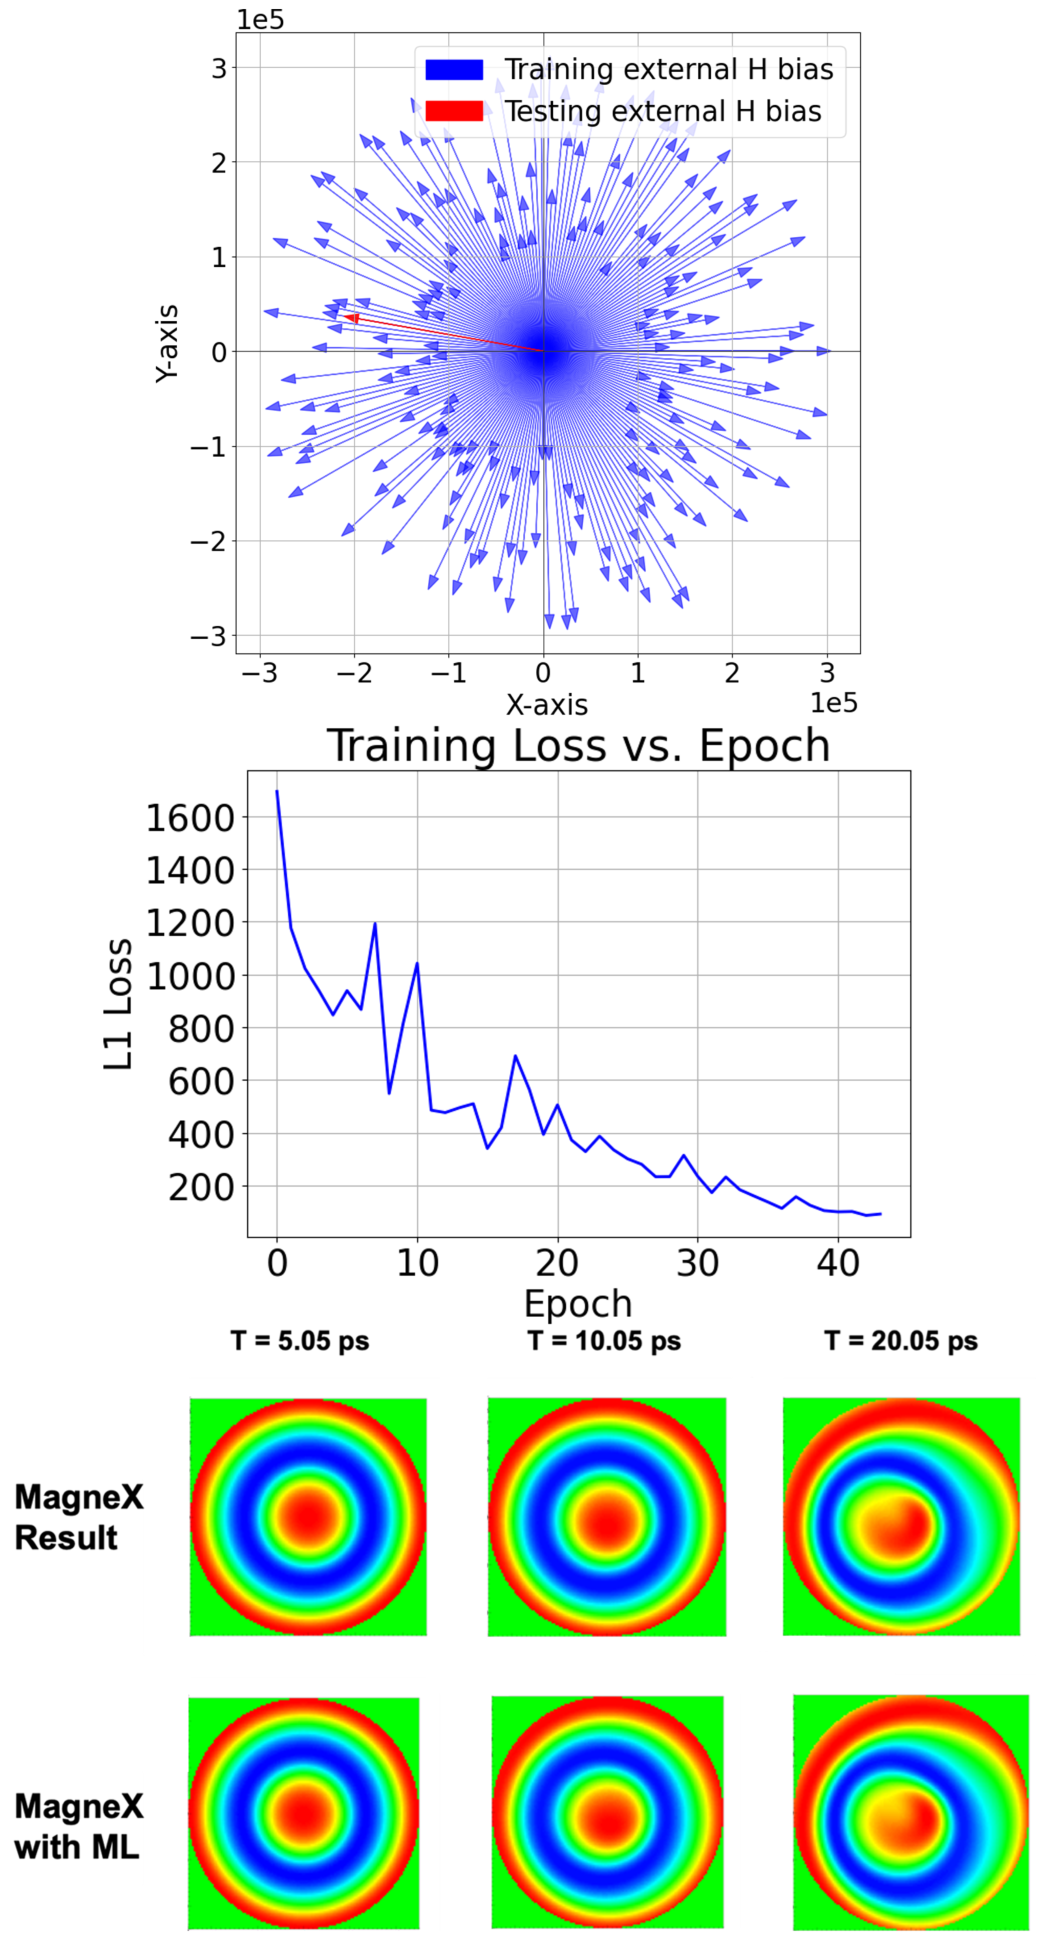 1e5
Training external H bias
Testing external H bias
3
2
1
0
−1
−2
−3
Y-axis
−3 −2 −1 0 1 2 3
1e5
X-axis
Training Loss vs. Epoch
1600
1400
1200
1000
800
600
400
200
L1 Loss
0 10 20 30 40
Epoch
T = 5.05 ps T = 10.05 ps T = 20.05 ps
MagneX
Result
MagneX
with ML